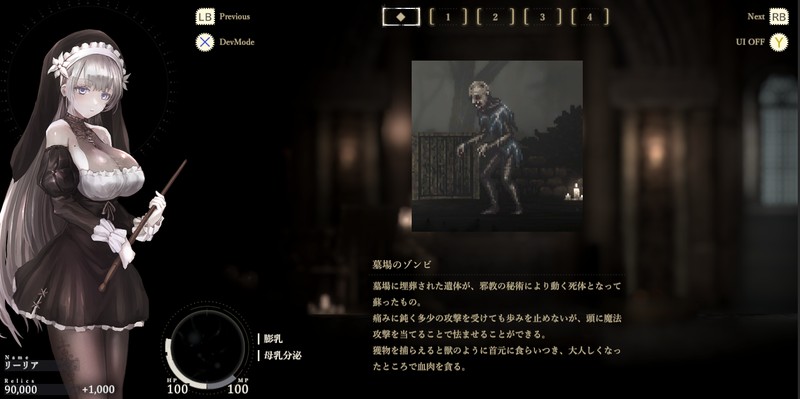 LB Previous
1 2 3 4
Next RB
X DevMode
UI OFF Y
墓場のゾンビ
墓場に埋葬された遺体が、邪教の秘術により動く死体となって
蘇ったもの。
痛みに鈍く多少の攻撃を受けても歩みを止めないが、頭に魔法
攻撃を当てることで怯ませることができる。
獲物を捕らえると獣のように首元に食らいつき、大人しくなっ
たところで血肉を貪る。
膨乳
母乳分泌
Name
リーリア
Relics
90,000 +1,000
HP MP
100 100